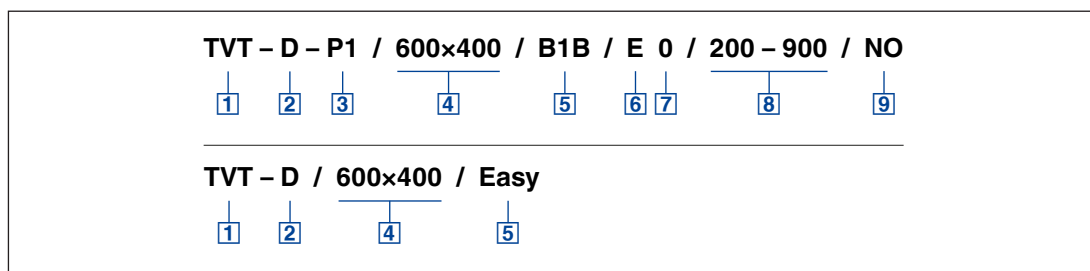 TVT – D – P1 / 600×400 / B1B / E 0 / 200 – 900 / NO
1 2 3 4 5 6 7 8 9
TVT – D / 600×400 / Easy
1 2 4 5